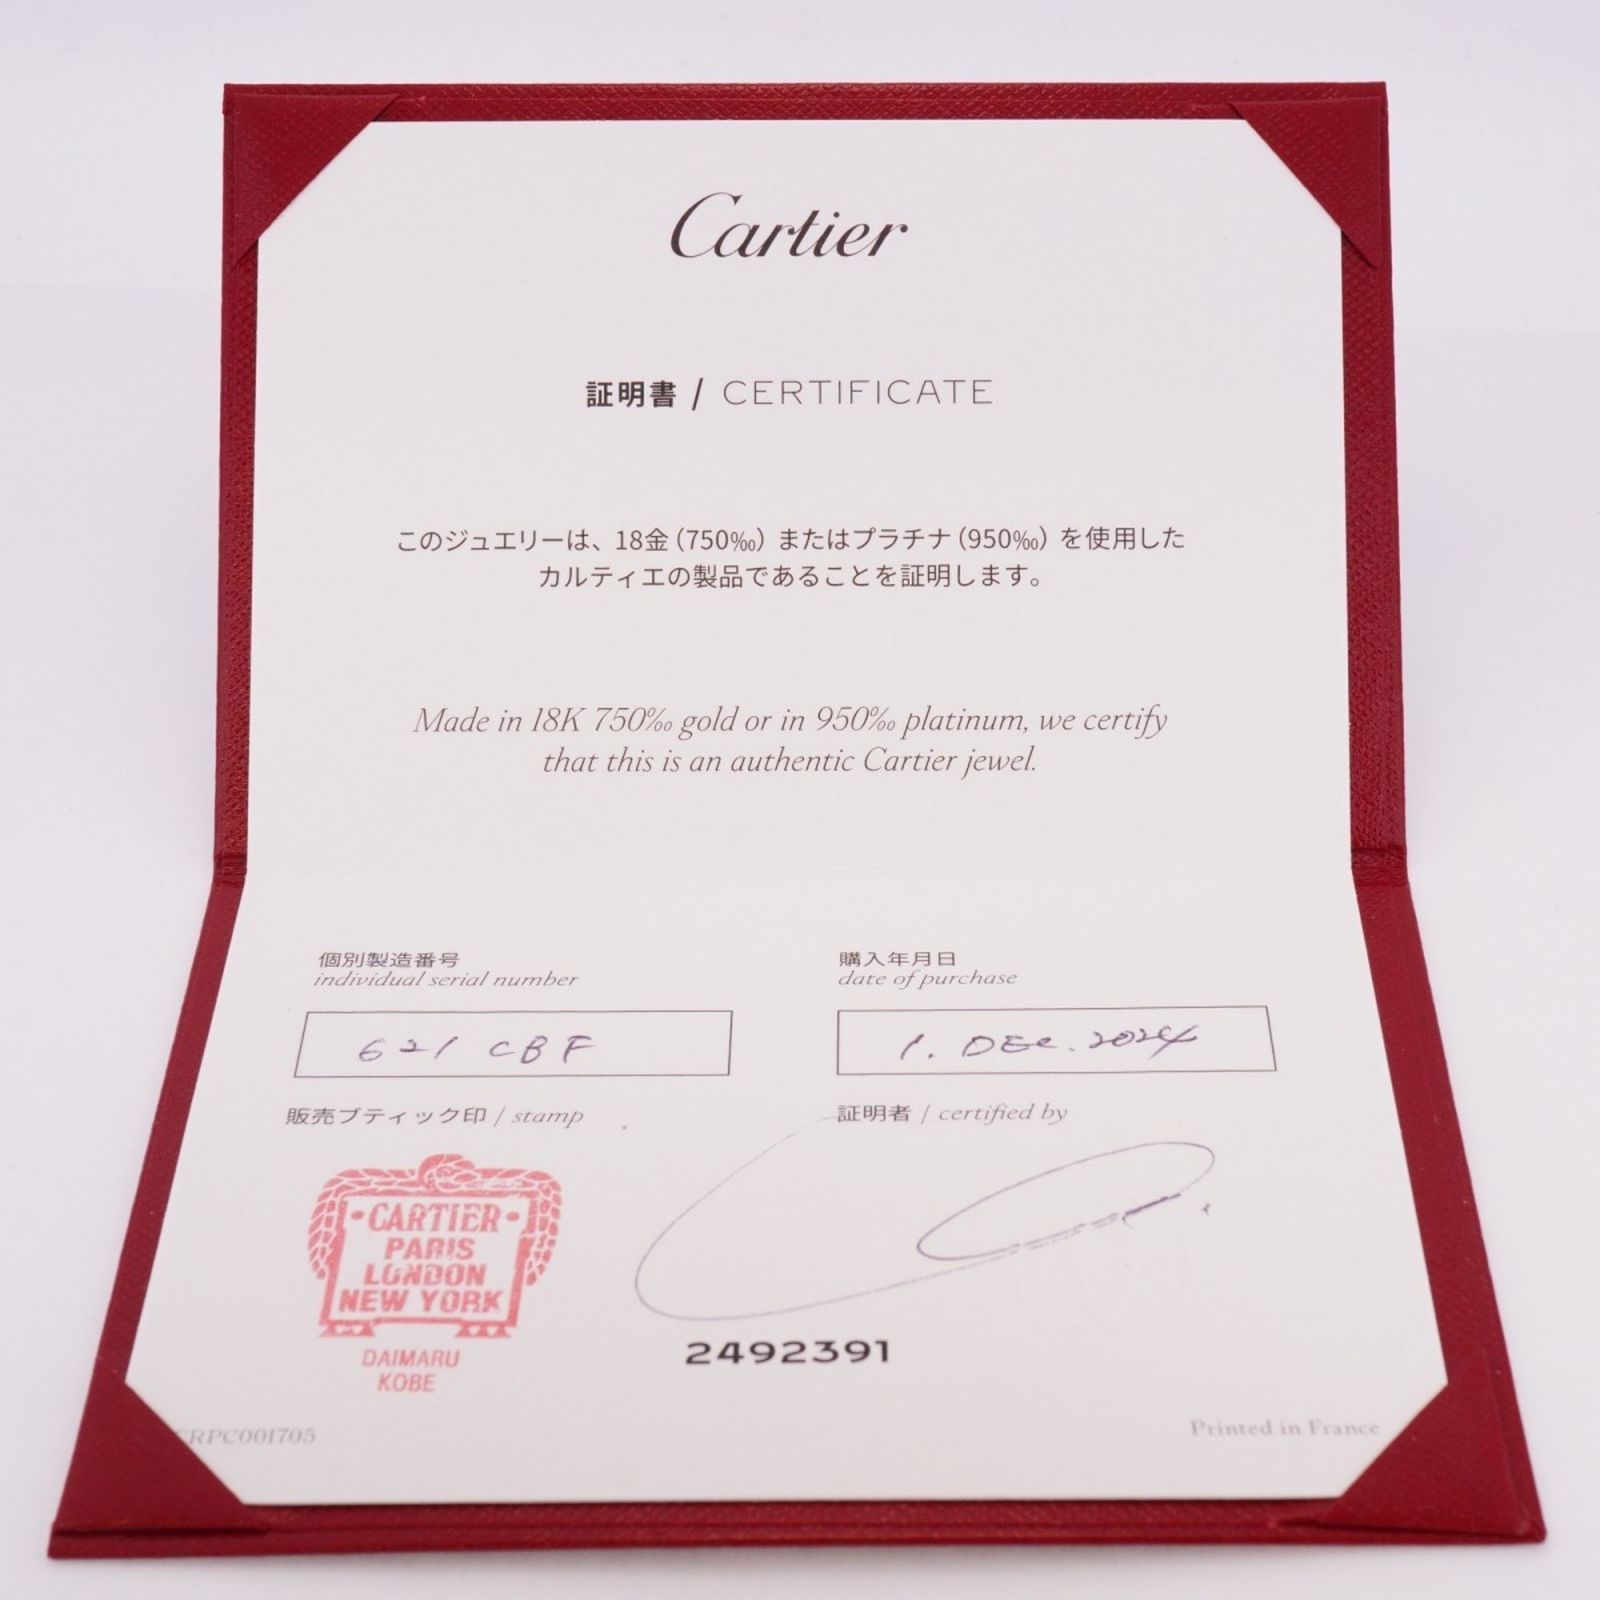 Cartier
証明書 / CERTIFICATE
このジュエリーは、18金（750‰）またはプラチナ（950‰）を使用した
カルティエの製品であることを証明します。
Made in 18K 750‰ gold or in 950‰ platinum, we certify
that this is an authentic Cartier jewel.
個別製造番号
individual serial number
621 CBF
購入年月日
date of purchase
1. DEC. 2024
販売ブティック印 / stamp
証明者 / certified by
CARTIER
PARIS
LONDON
NEW YORK
DAIMARU
KOBE
2492391
CRPC001705
Printed in France